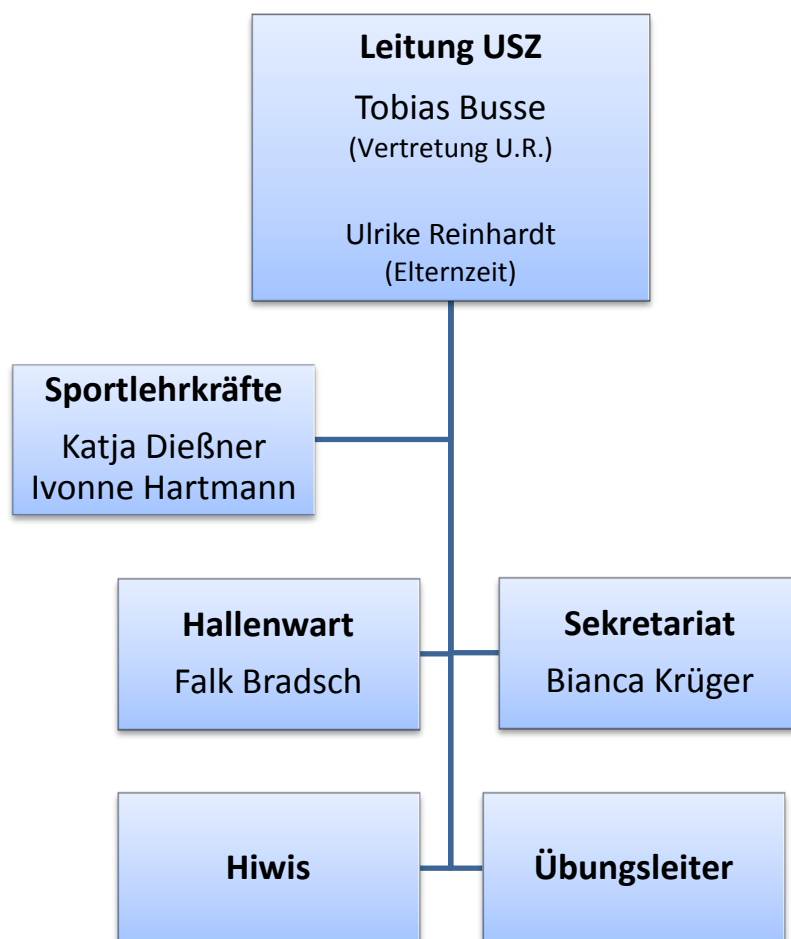 Leitung USZ
Tobias Busse
(Vertretung U.R.)
Ulrike Reinhardt
(Elternzeit)
Sportlehrkräfte
Katja Dießner
Ivonne Hartmann
Hallenwart
Falk Bradsch
Sekretariat
Bianca Krüger
Hiwis
Übungsleiter